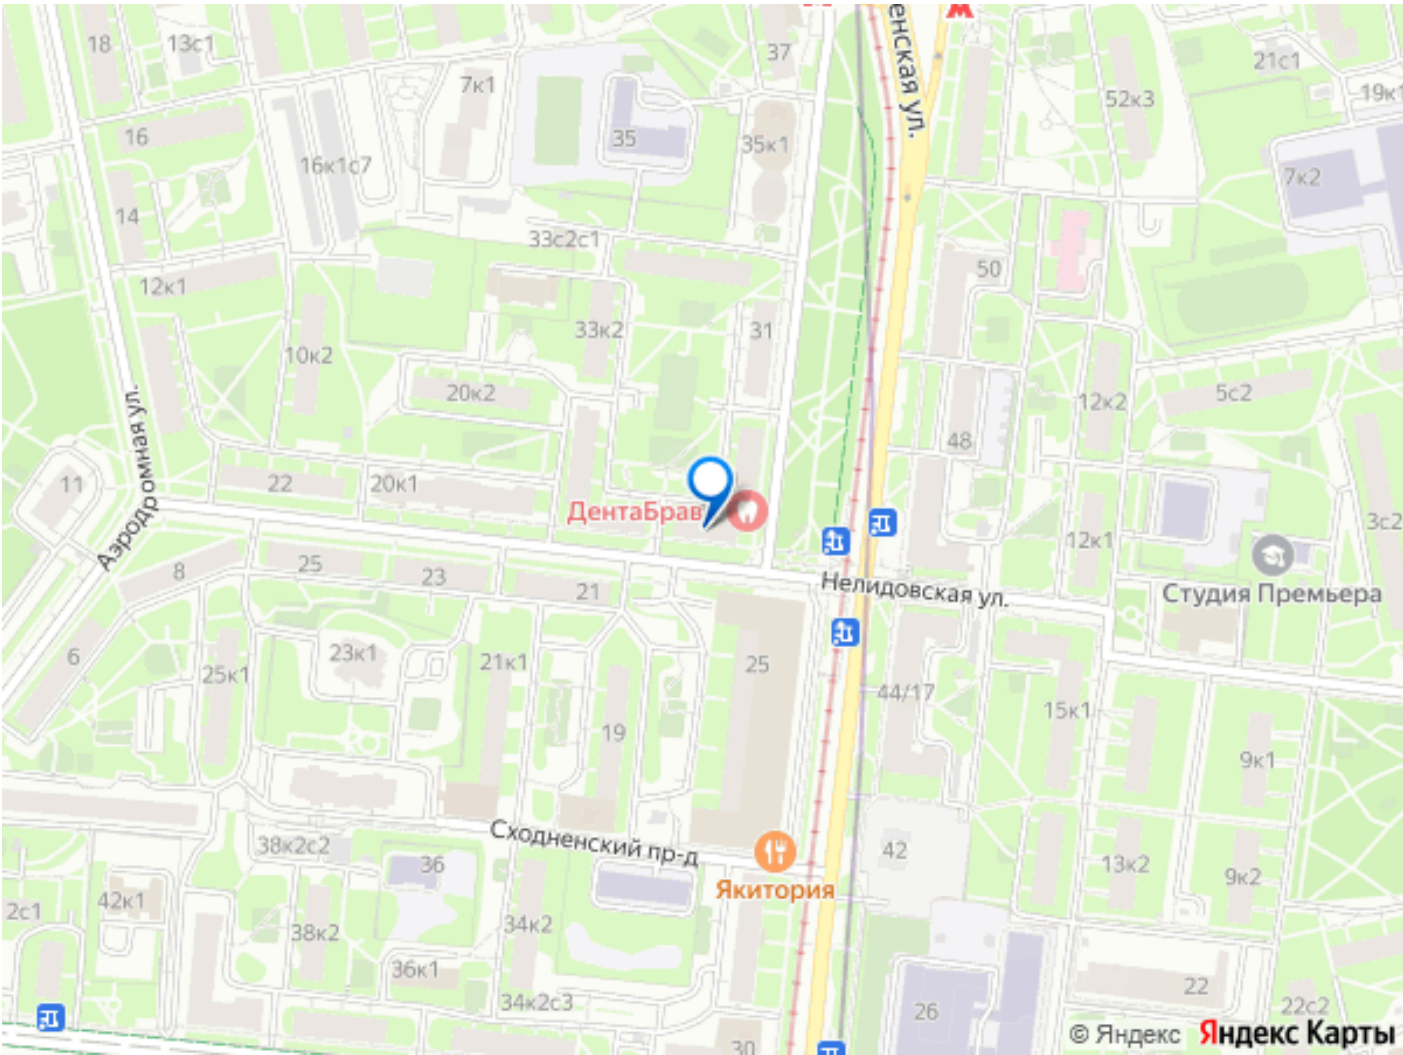 енская ул.
18
13с1
37
21с1
7к1
52к3
19к1
16
35
35к1
16к1с7
7к2
14
33с2с1
50
12к1
33к2
31
10к2
20к2
5с2
12к2
Аэродромная ул.
48
11
22
20к1
ДентаБрав
3с2
12к1
25
23
21
8
Нелидовская ул.
Студия Премьера
6
23к1
21к1
25
25к1
44/17
15к1
19
9к1
Сходненский пр-д
38к2с2
36
42
13к2
9к2
Якитория
42к1
2с1
38к2
34к2
36к1
34к2с3
22
26
22с2
30
© Яндекс Яндекс Карты